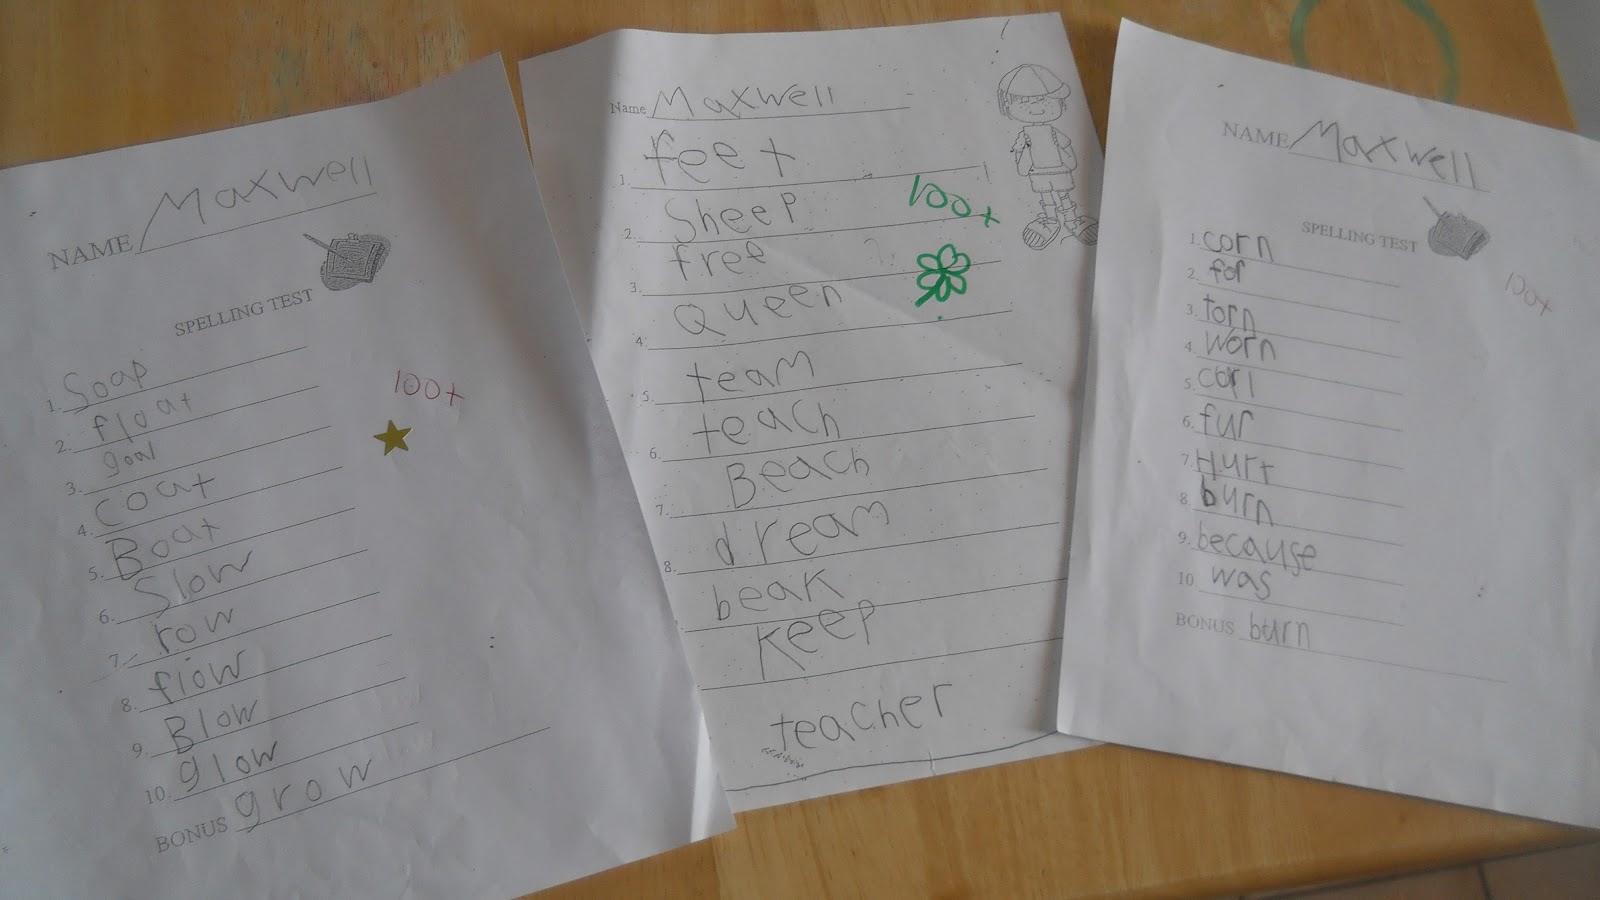 NAME Maxwell
SPELLING TEST
1. Soap
2. float
3. goal
4. coat
5. Boat
6. Slow
7. row
8. flow
9. Blow
10. glow
BONUS grow
100+
Name Maxwell
1. feet
2. Sheep
3. free
4. Queen
5. team
6. teach
7. Beach
8. dream
beak
keep
teacher
100+
NAME Maxwell
SPELLING TEST
1. corn
2. for
3. torn
4. worn
5.
6. fur
7. Hurt
8. burn
9. because
10 was
BONUS burn
100+